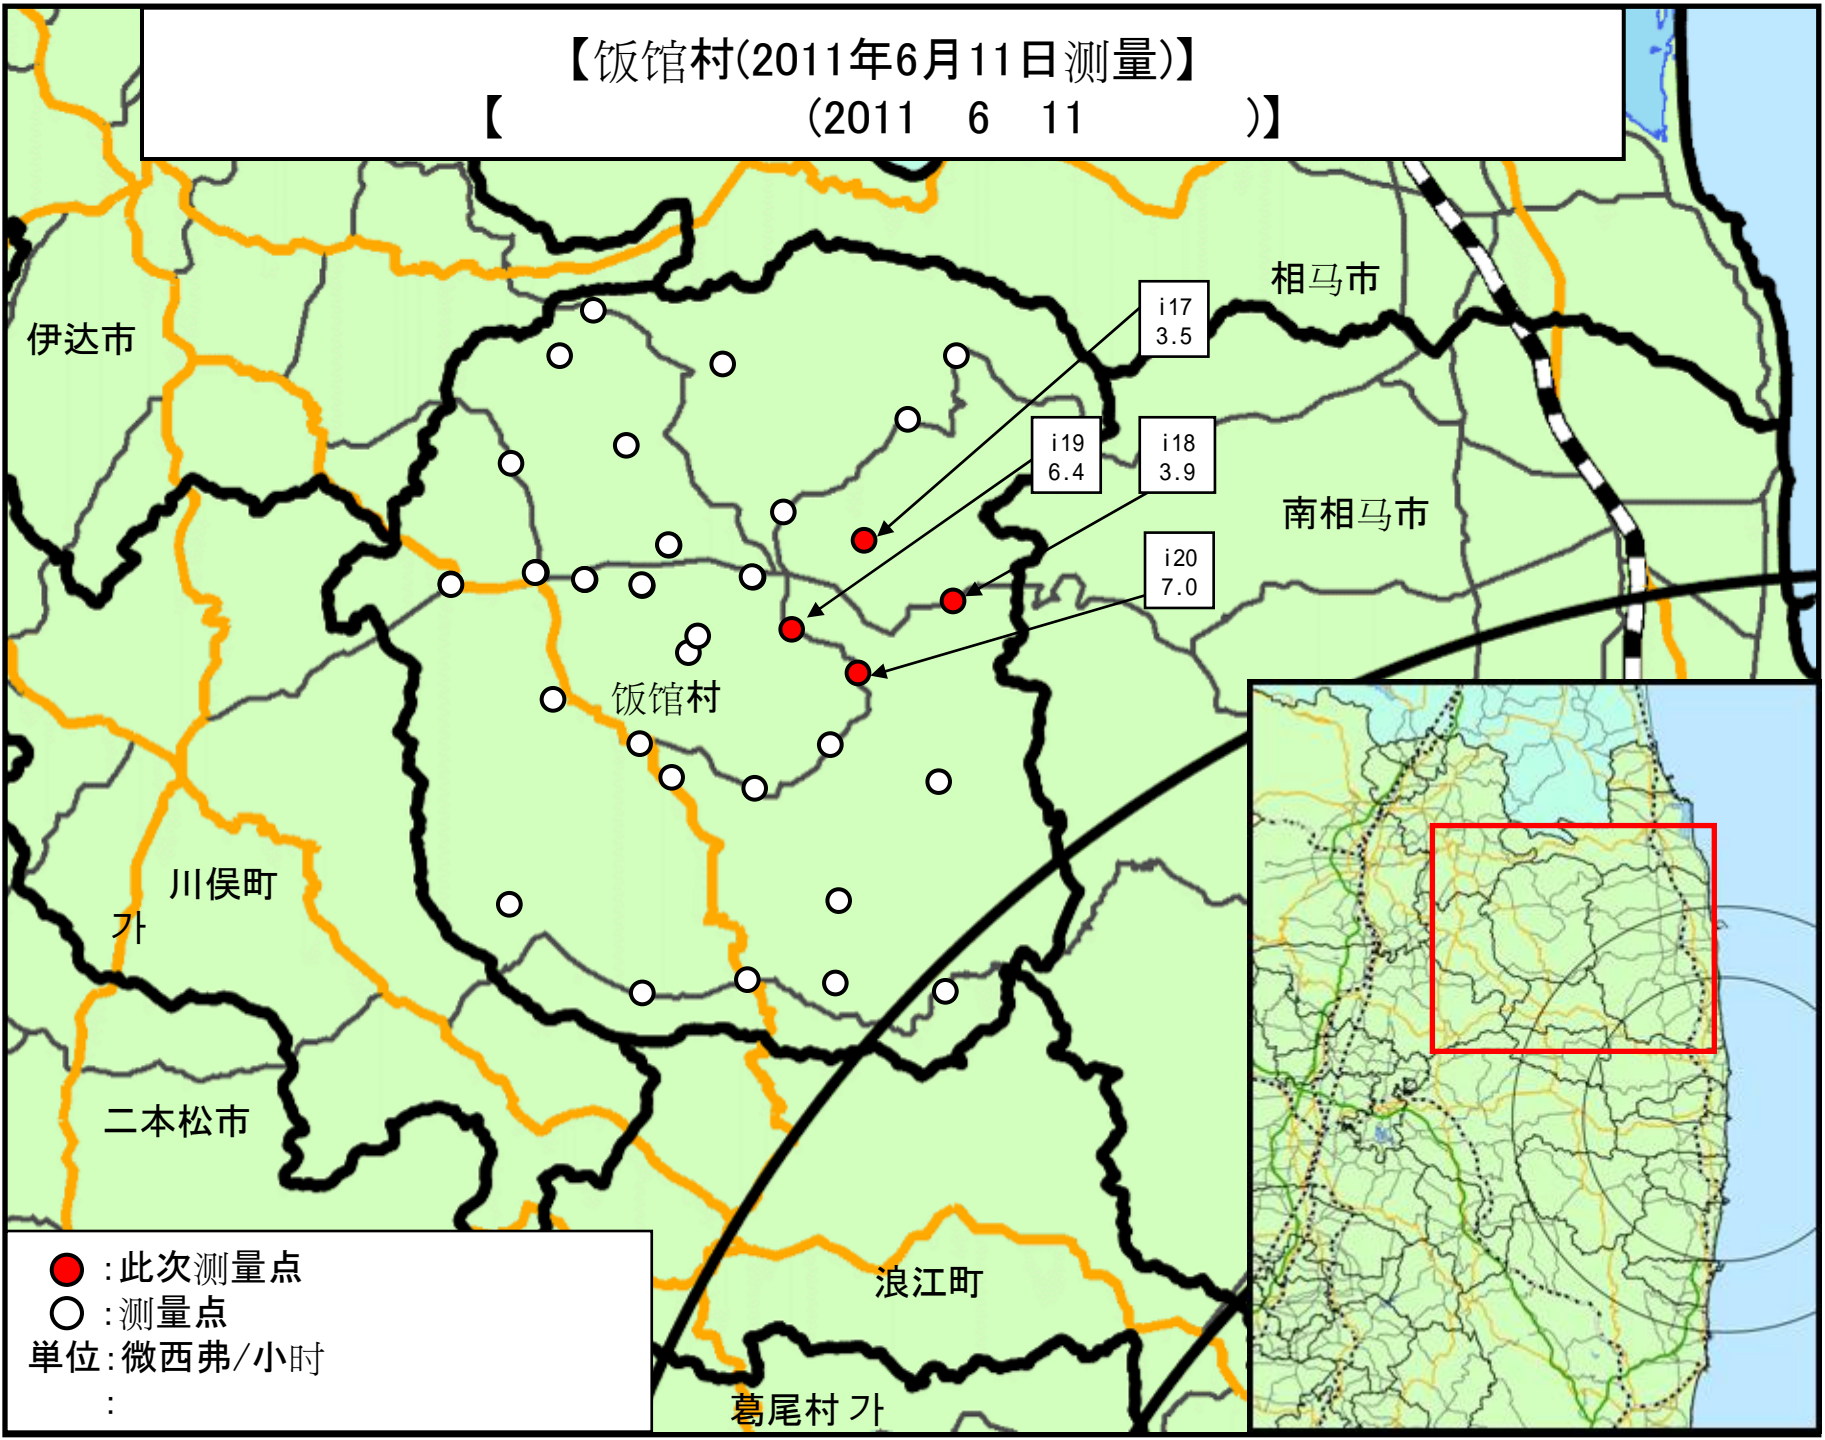 【饭馆村(2011年6月11日测量)】
【 (2011 6 11 )】
相马市
i17
3.5
伊达市
i19
6.4
i18
3.9
南相马市
i20
7.0
饭馆村
川俣町
가
二本松市
●:此次测量点
○:测量点
単位:微西弗/小时
:
浪江町
葛尾村 가